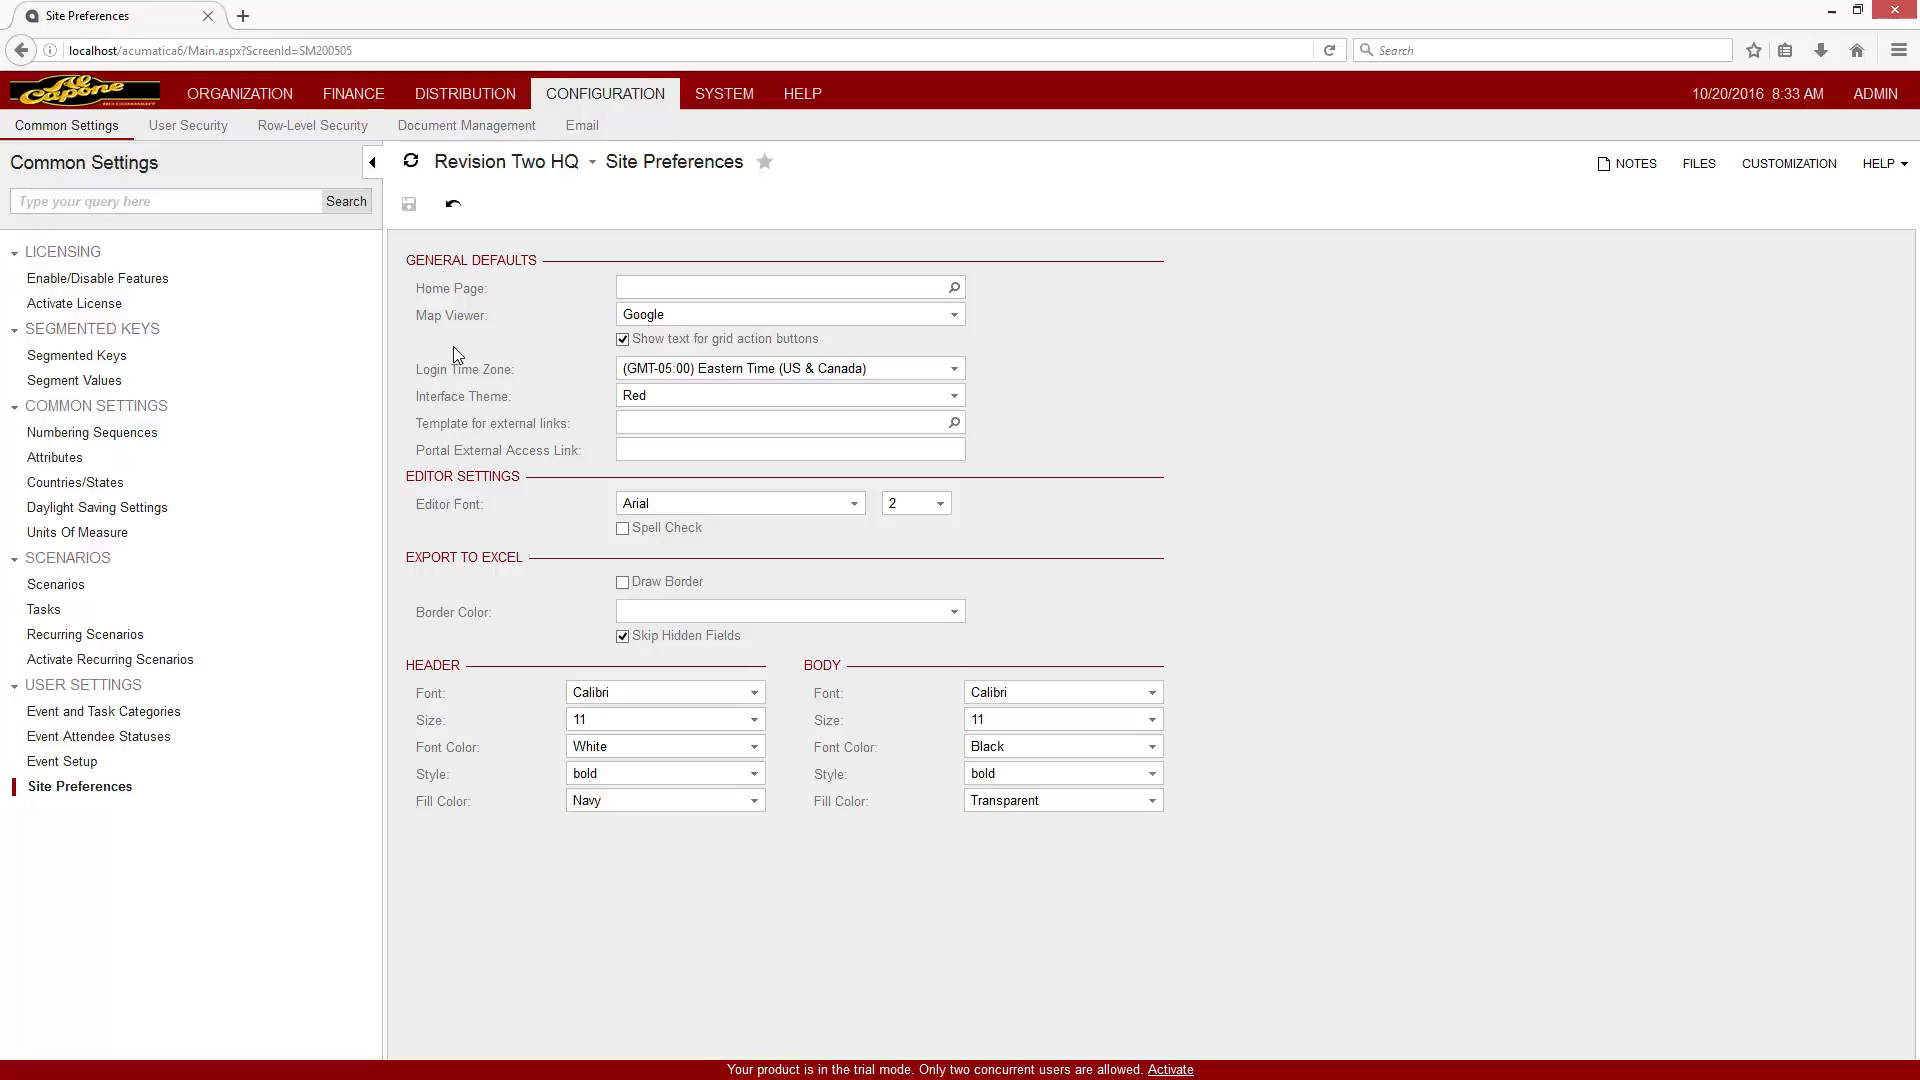 Site Preferences
localhost/acumatica6/Main.aspx?ScreenId=SM200505
Search
Al Capone
NO COMMENT
ORGANIZATION FINANCE DISTRIBUTION CONFIGURATION SYSTEM HELP 10/20/2016 8:33 AM ADMIN
Common Settings User Security Row-Level Security Document Management Email
Common Settings
Revision Two HQ Site Preferences
NOTES FILES CUSTOMIZATION HELP
Type your query here Search
LICENSING
Enable/Disable Features
Activate License
SEGMENTED KEYS
Segmented Keys
Segment Values
COMMON SETTINGS
Numbering Sequences
Attributes
Countries/States
Daylight Saving Settings
Units Of Measure
SCENARIOS
Scenarios
Tasks
Recurring Scenarios
Activate Recurring Scenarios
USER SETTINGS
Event and Task Categories
Event Attendee Statuses
Event Setup
Site Preferences
GENERAL DEFAULTS
Home Page:
Map Viewer: Google
Show text for grid action buttons
Login Time Zone: (GMT-05:00) Eastern Time (US & Canada)
Interface Theme: Red
Template for external links:
Portal External Access Link:
EDITOR SETTINGS
Editor Font: Arial 2
Spell Check
EXPORT TO EXCEL
Draw Border
Border Color:
Skip Hidden Fields
HEADER
Font: Calibri
Size: 11
Font Color: White
Style: bold
Fill Color: Navy
BODY
Font: Calibri
Size: 11
Font Color: Black
Style: bold
Fill Color: Transparent
Your product is in the trial mode. Only two concurrent users are allowed. Activate